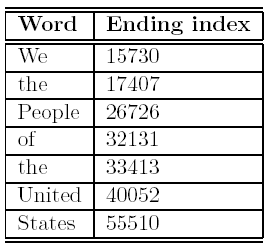 Word Ending index
We 15730
the 17407
People 26726
of 32131
the 33413
United 40052
States 55510